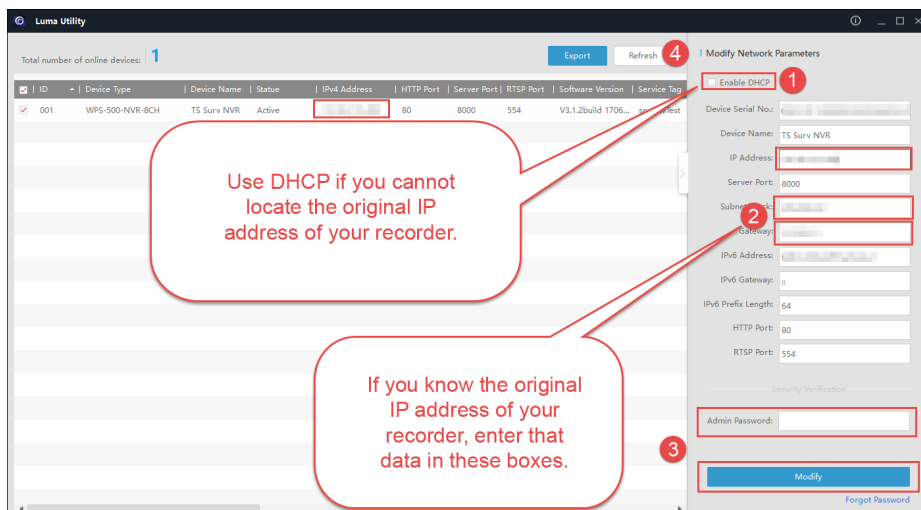 Luma Utility
Total number of online devices: 1
Export
Refresh
4
ID
Device Type
Device Name
Status
IPv4 Address
HTTP Port
Server Port
RTSP Port
Software Version
Service Tag
001
WPS-500-NVR-8CH
TS Surv NVR
Active
80
8000
554
V3.1.2build 1706...
Use DHCP if you cannot
locate the original IP
address of your recorder.
If you know the original
IP address of your
recorder, enter that
data in these boxes.
Modify Network Parameters
Enable DHCP
1
Device Serial No.:
Device Name: TS Surv NVR
IP Address:
Server Port: 8000
2
Gateway:
IPv6 Address:
IPv6 Gateway: ::
IPv6 Prefix Length: 64
HTTP Port: 80
RTSP Port: 554
Security Verification
Admin Password:
3
Modify
Forgot Password